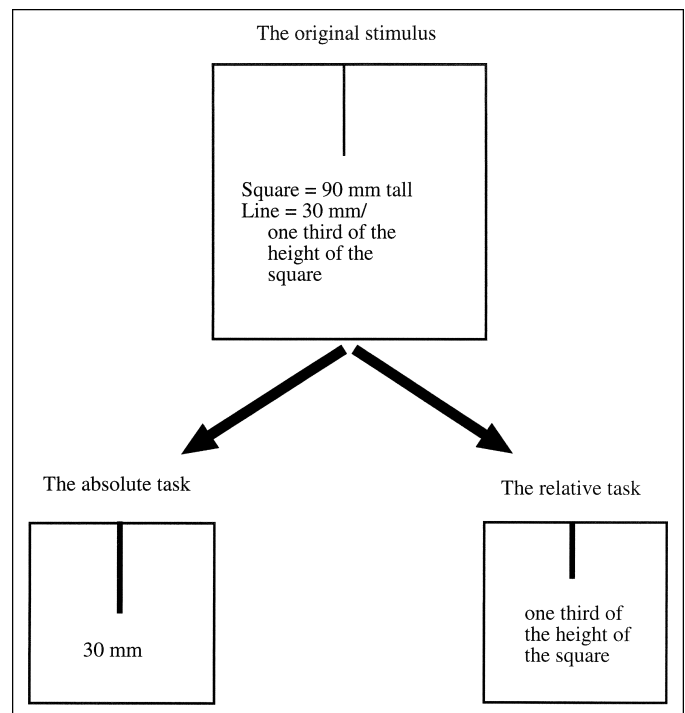 The original stimulus
Square = 90 mm tall
Line = 30 mm/
one third of the
height of the
square
The absolute task
The relative task
30 mm
one third of
the height of
the square